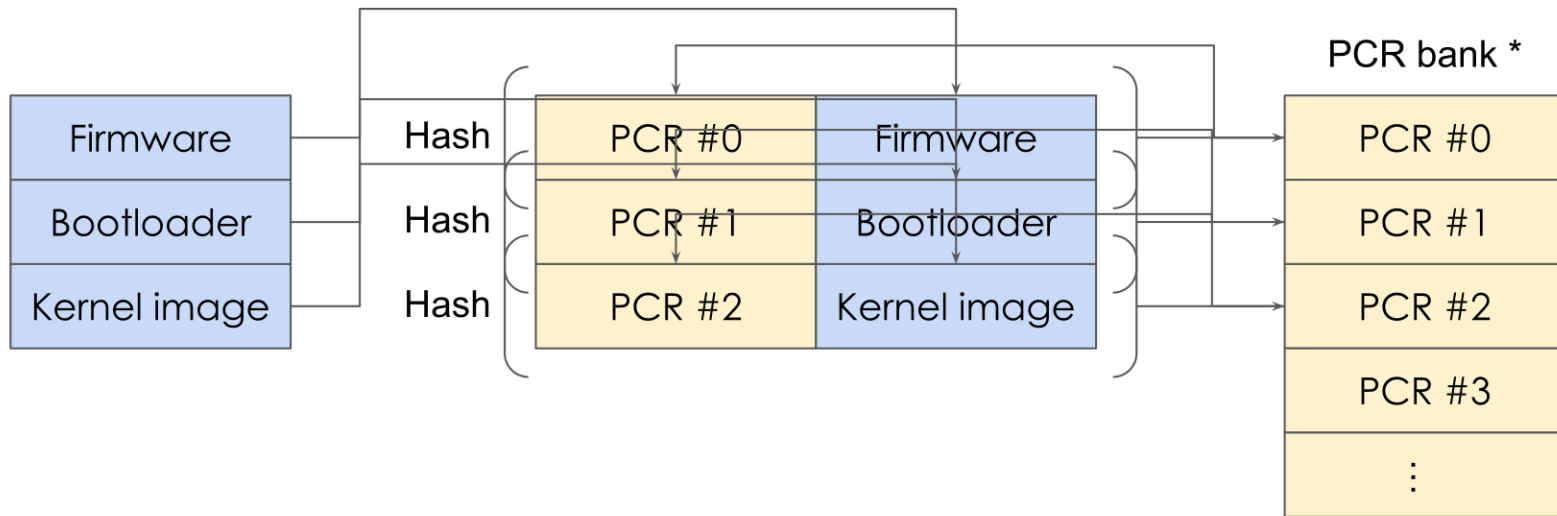 PCR bank *
Firmware Hash PCR #0 Firmware PCR #0
Bootloader Hash PCR #1 Bootloader PCR #1
Kernel image Hash PCR #2 Kernel image PCR #2
PCR #3
⋮